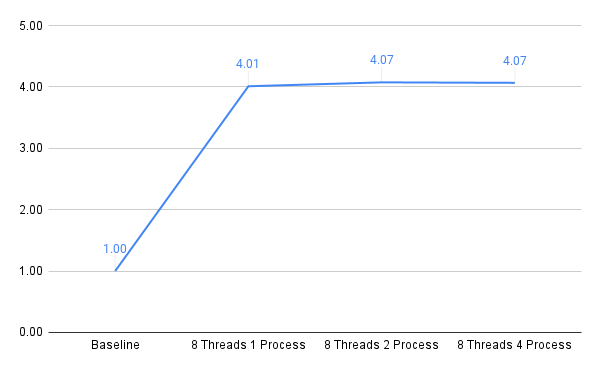 5.00
4.00
3.00
2.00
1.00
0.00
1.00
4.01
4.07
4.07
Baseline
8 Threads 1 Process
8 Threads 2 Process
8 Threads 4 Process